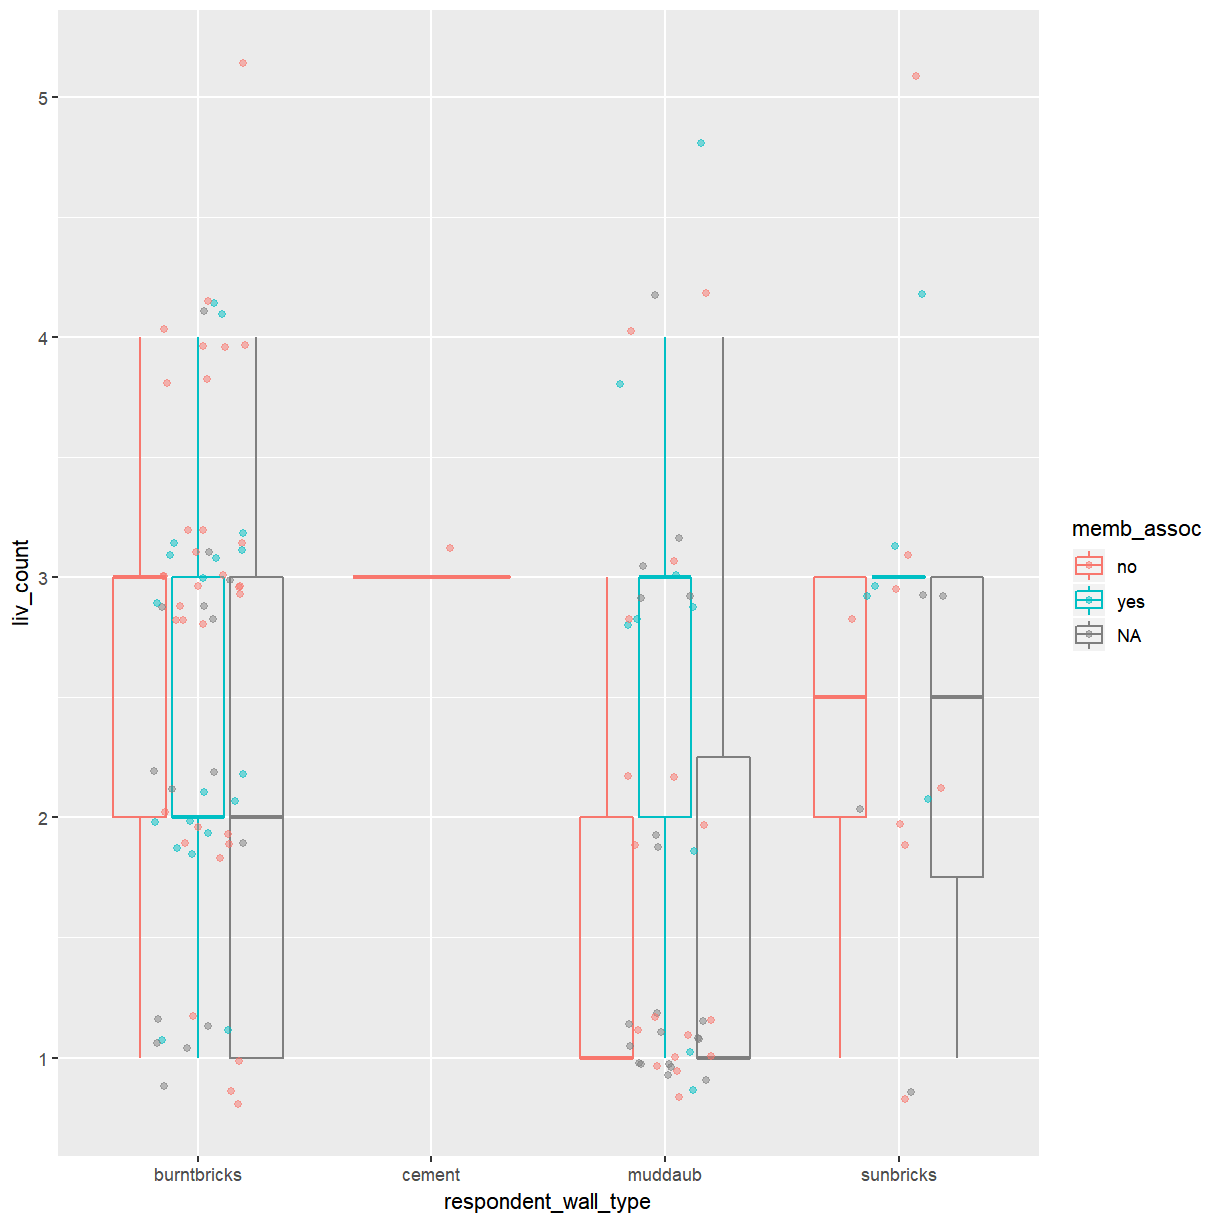 5
4
3
2
1
liv_count
burntbricks cement muddaub sunbricks
respondent_wall_type
memb_assoc
no
yes
NA